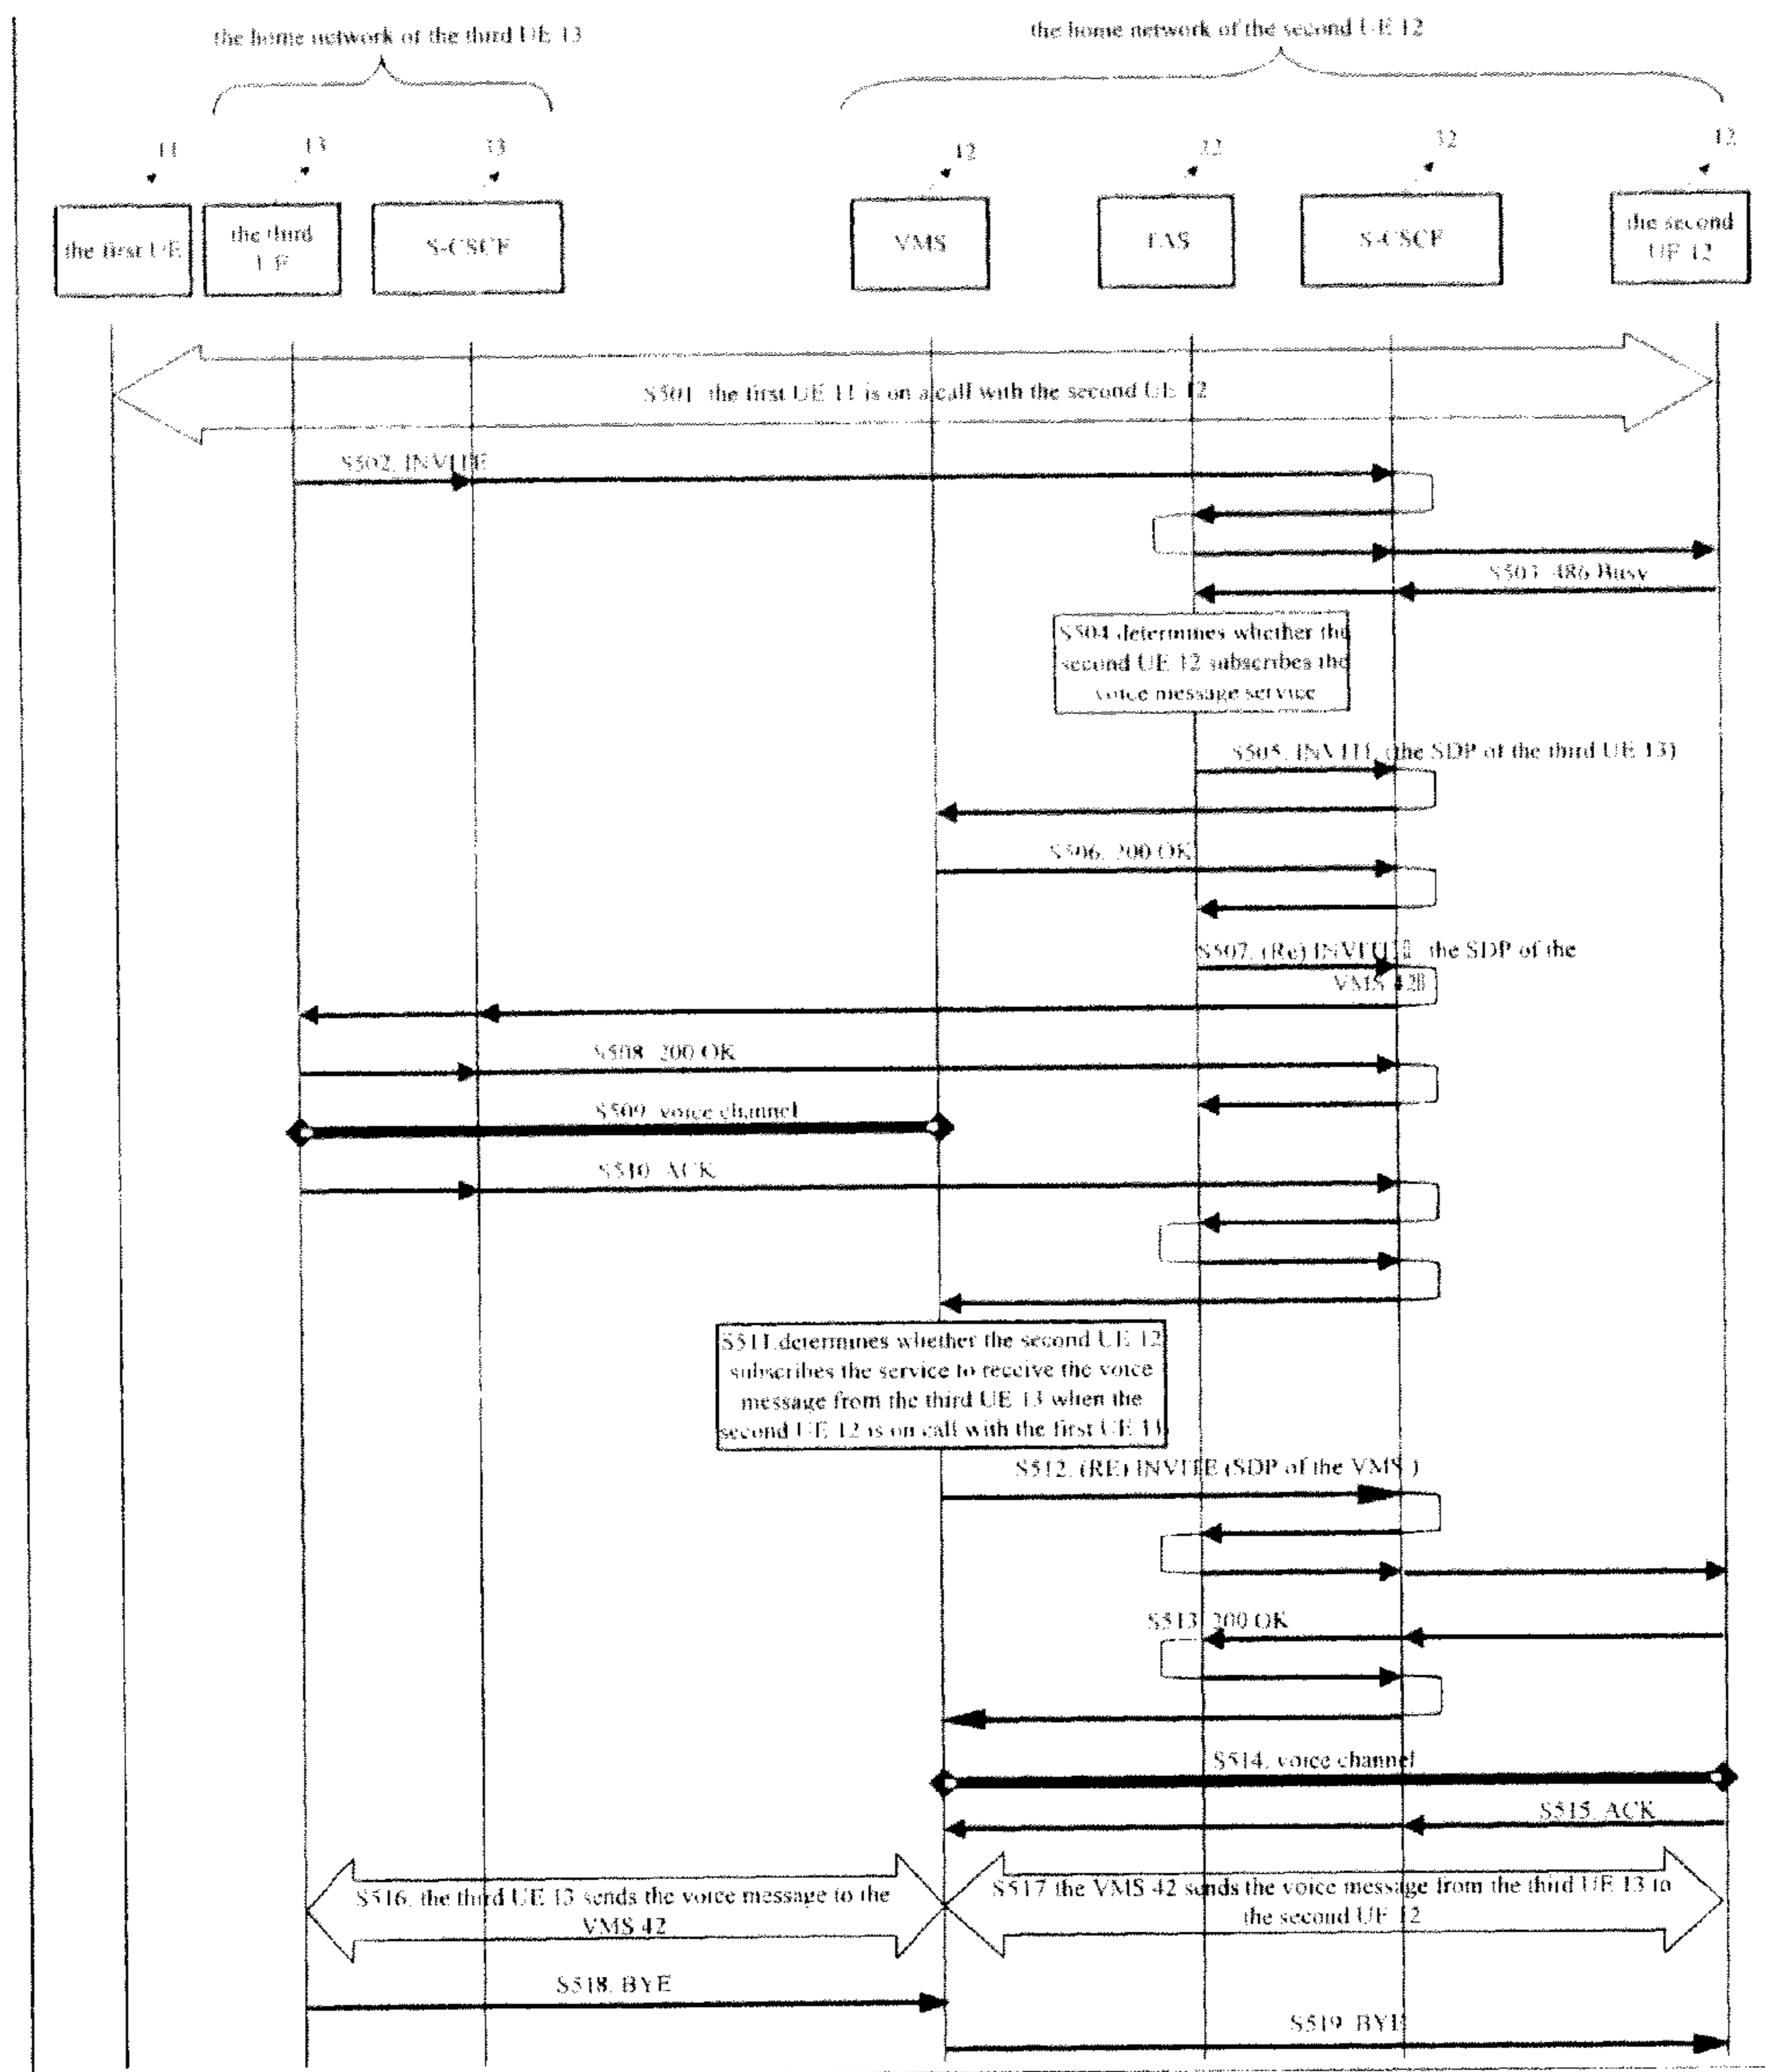 the home network of the third UE 13
the home network of the second UE 12
11
13
33
42
22
32
12
the first UE
the third
UE
S-CSCF
VMS
TAS
S-CSCF
the second
UE 12
S501. the first UE 11 is on a call with the second UE 12
S502. INVITE
S503. 486 Busy
S504 determines whether the
second UE 12 subscribes the
voice message service
S505. INVITE (the SDP of the third UE 13)
S506. 200 OK
S507. (Re) INVITE the SDP of the
VMS 42
S508. 200 OK
S509. voice channel
S510. ACK
S511.determines whether the second UE 12
subscribes the service to receive the voice
message from the third UE 13 when the
second UE 12 is on call with the first UE 11
S512. (RE) INVITE (SDP of the VMS )
S513. 200 OK
S514. voice channel
S515. ACK
S516. the third UE 13 sends the voice message to the
VMS 42
S517 the VMS 42 sends the voice message from the third UE 13 to
the second UE 12
S518. BYE
S519. BYE